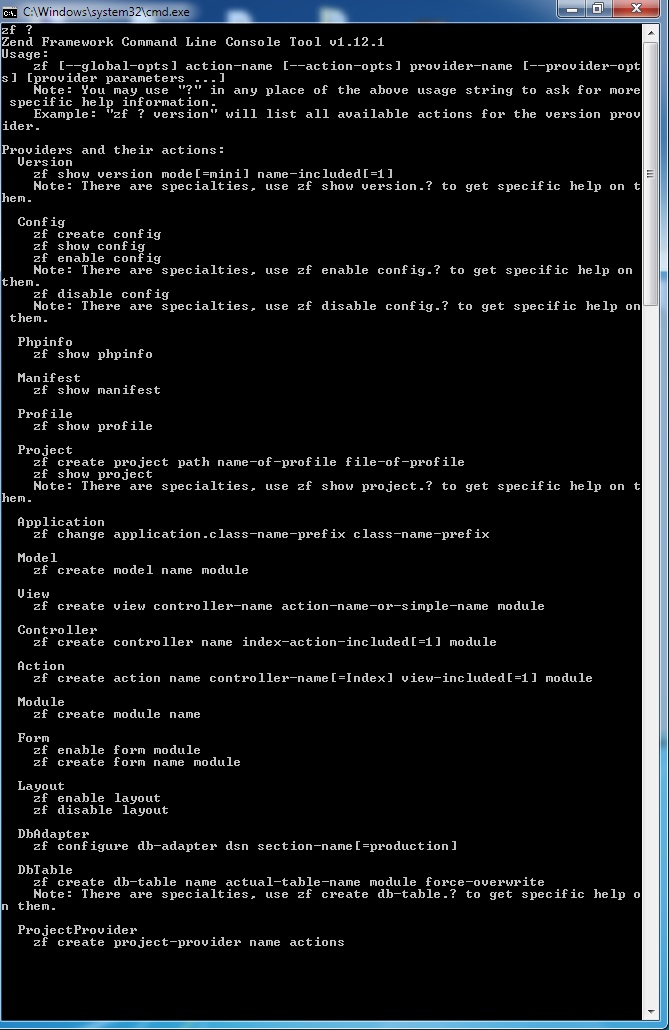 C:\Windows\system32\cmd.exe
zf ?
Zend Framework Command Line Console Tool v1.12.1
Usage:
    zf [--global-opts] action-name [--action-opts] provider-name [--provider-opt
s] [provider parameters ...]
    Note: You may use "?" in any place of the above usage string to ask for more
 specific help information.
    Example: "zf ? version" will list all available actions for the version prov
ider.

Providers and their actions:
  Version
    zf show version mode[=mini] name-included[=1]
    Note: There are specialties, use zf show version.? to get specific help on t
hem.

  Config
    zf create config
    zf show config
    zf enable config
    Note: There are specialties, use zf enable config.? to get specific help on
them.
    zf disable config
    Note: There are specialties, use zf disable config.? to get specific help on
 them.

  Phpinfo
    zf show phpinfo

  Manifest
    zf show manifest

  Profile
    zf show profile

  Project
    zf create project path name-of-profile file-of-profile
    zf show project
    Note: There are specialties, use zf show project.? to get specific help on t
hem.

  Application
    zf change application.class-name-prefix class-name-prefix

  Model
    zf create model name module

  View
    zf create view controller-name action-name-or-simple-name module

  Controller
    zf create controller name index-action-included[=1] module

  Action
    zf create action name controller-name[=Index] view-included[=1] module

  Module
    zf create module name

  Form
    zf enable form module
    zf create form name module

  Layout
    zf enable layout
    zf disable layout

  DbAdapter
    zf configure db-adapter dsn section-name[=production]

  DbTable
    zf create db-table name actual-table-name module force-overwrite
    Note: There are specialties, use zf create db-table.? to get specific help o
n them.

  ProjectProvider
    zf create project-provider name actions